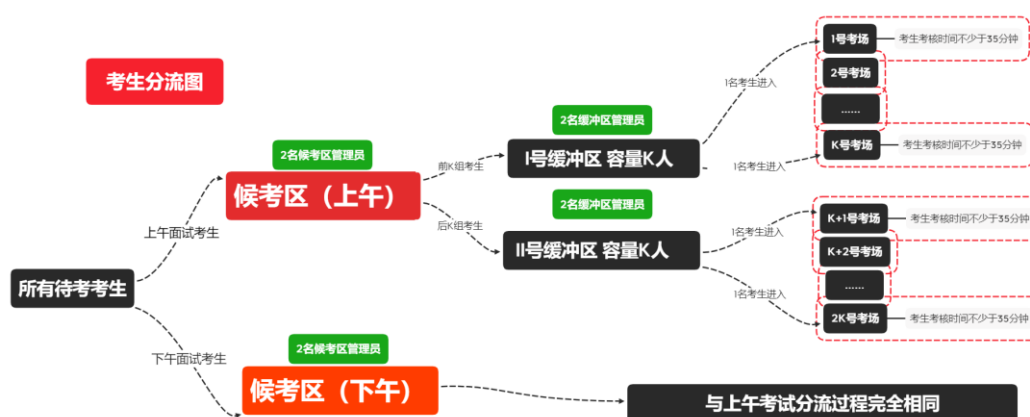 考生分流图
所有待考考生
上午面试考生
下午面试考生
2名候考区管理员
候考区（上午）
前K组考生
后K组考生
2名缓冲区管理员
I号缓冲区 容量K人
2名缓冲区管理员
II号缓冲区 容量K人
1名考生进入
1名考生进入
1号考场
考生考核时间不少于35分钟
2号考场
......
K号考场
考生考核时间不少于35分钟
1名考生进入
1名考生进入
K+1号考场
考生考核时间不少于35分钟
K+2号考场
......
2K号考场
考生考核时间不少于35分钟
2名候考区管理员
候考区（下午）
与上午考试分流过程完全相同